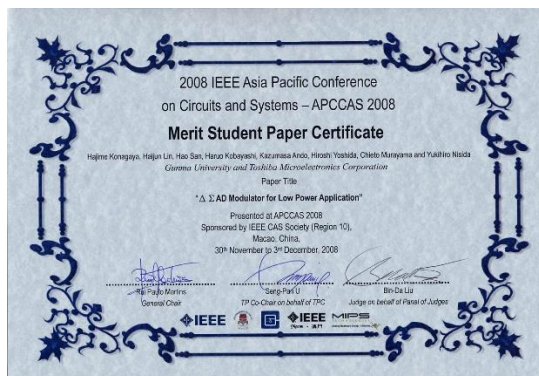 2008 IEEE Asia Pacific Conference
on Circuits and Systems – APCCAS 2008
Merit Student Paper Certificate
Hajime Konagaya, Haijun Lin, Hao San, Haruo Kobayashi, Kazumasa Ando, Hiroshi Yoshida, Chieto Murayama and Yukihiro Nisida
Gunma University and Toshiba Microelectronics Corporation
Paper Title
"Δ Σ AD Modulator for Low Power Application"
Presented at APCCAS 2008
Sponsored by IEEE CAS Society (Region 10),
Macao, China,
30th November to 3rd December, 2008
Rui Paulo Martins Seng-Pan U Bin-Da Liu
General Chair TP Co-Chair on behalf of TPC Judge on behalf of Panel of Judges
IEEE IEEE MIPS